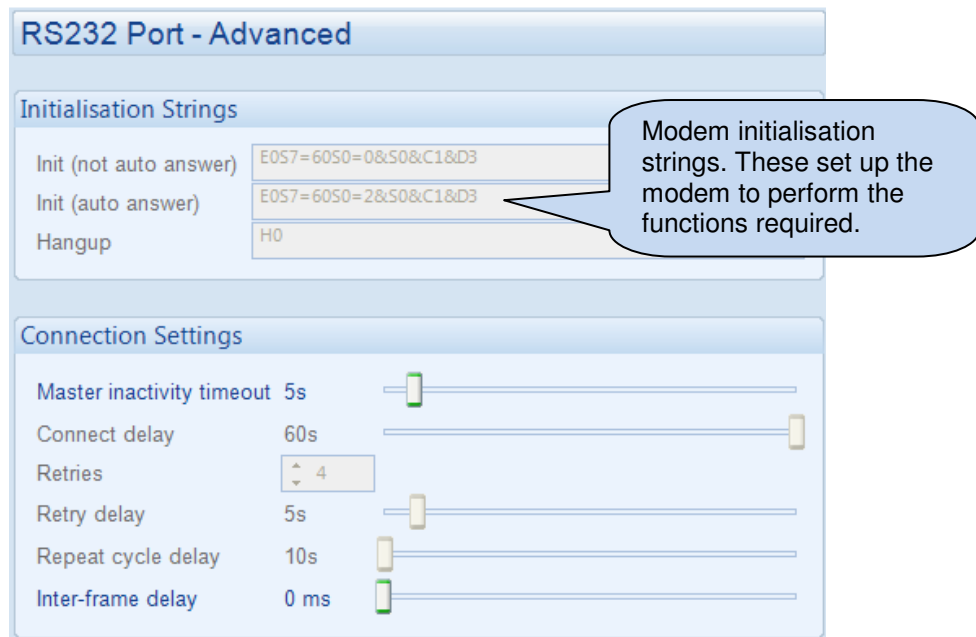 RS232 Port - Advanced
Initialisation Strings
Init (not auto answer) E0S7=60S0=0&S0&C1&D3
Init (auto answer) E0S7=60S0=2&S0&C1&D3
Hangup H0
Modem initialisation
strings. These set up the
modem to perform the
functions required.
Connection Settings
Master inactivity timeout 5s
Connect delay 60s
Retries 4
Retry delay 5s
Repeat cycle delay 10s
Inter-frame delay 0 ms